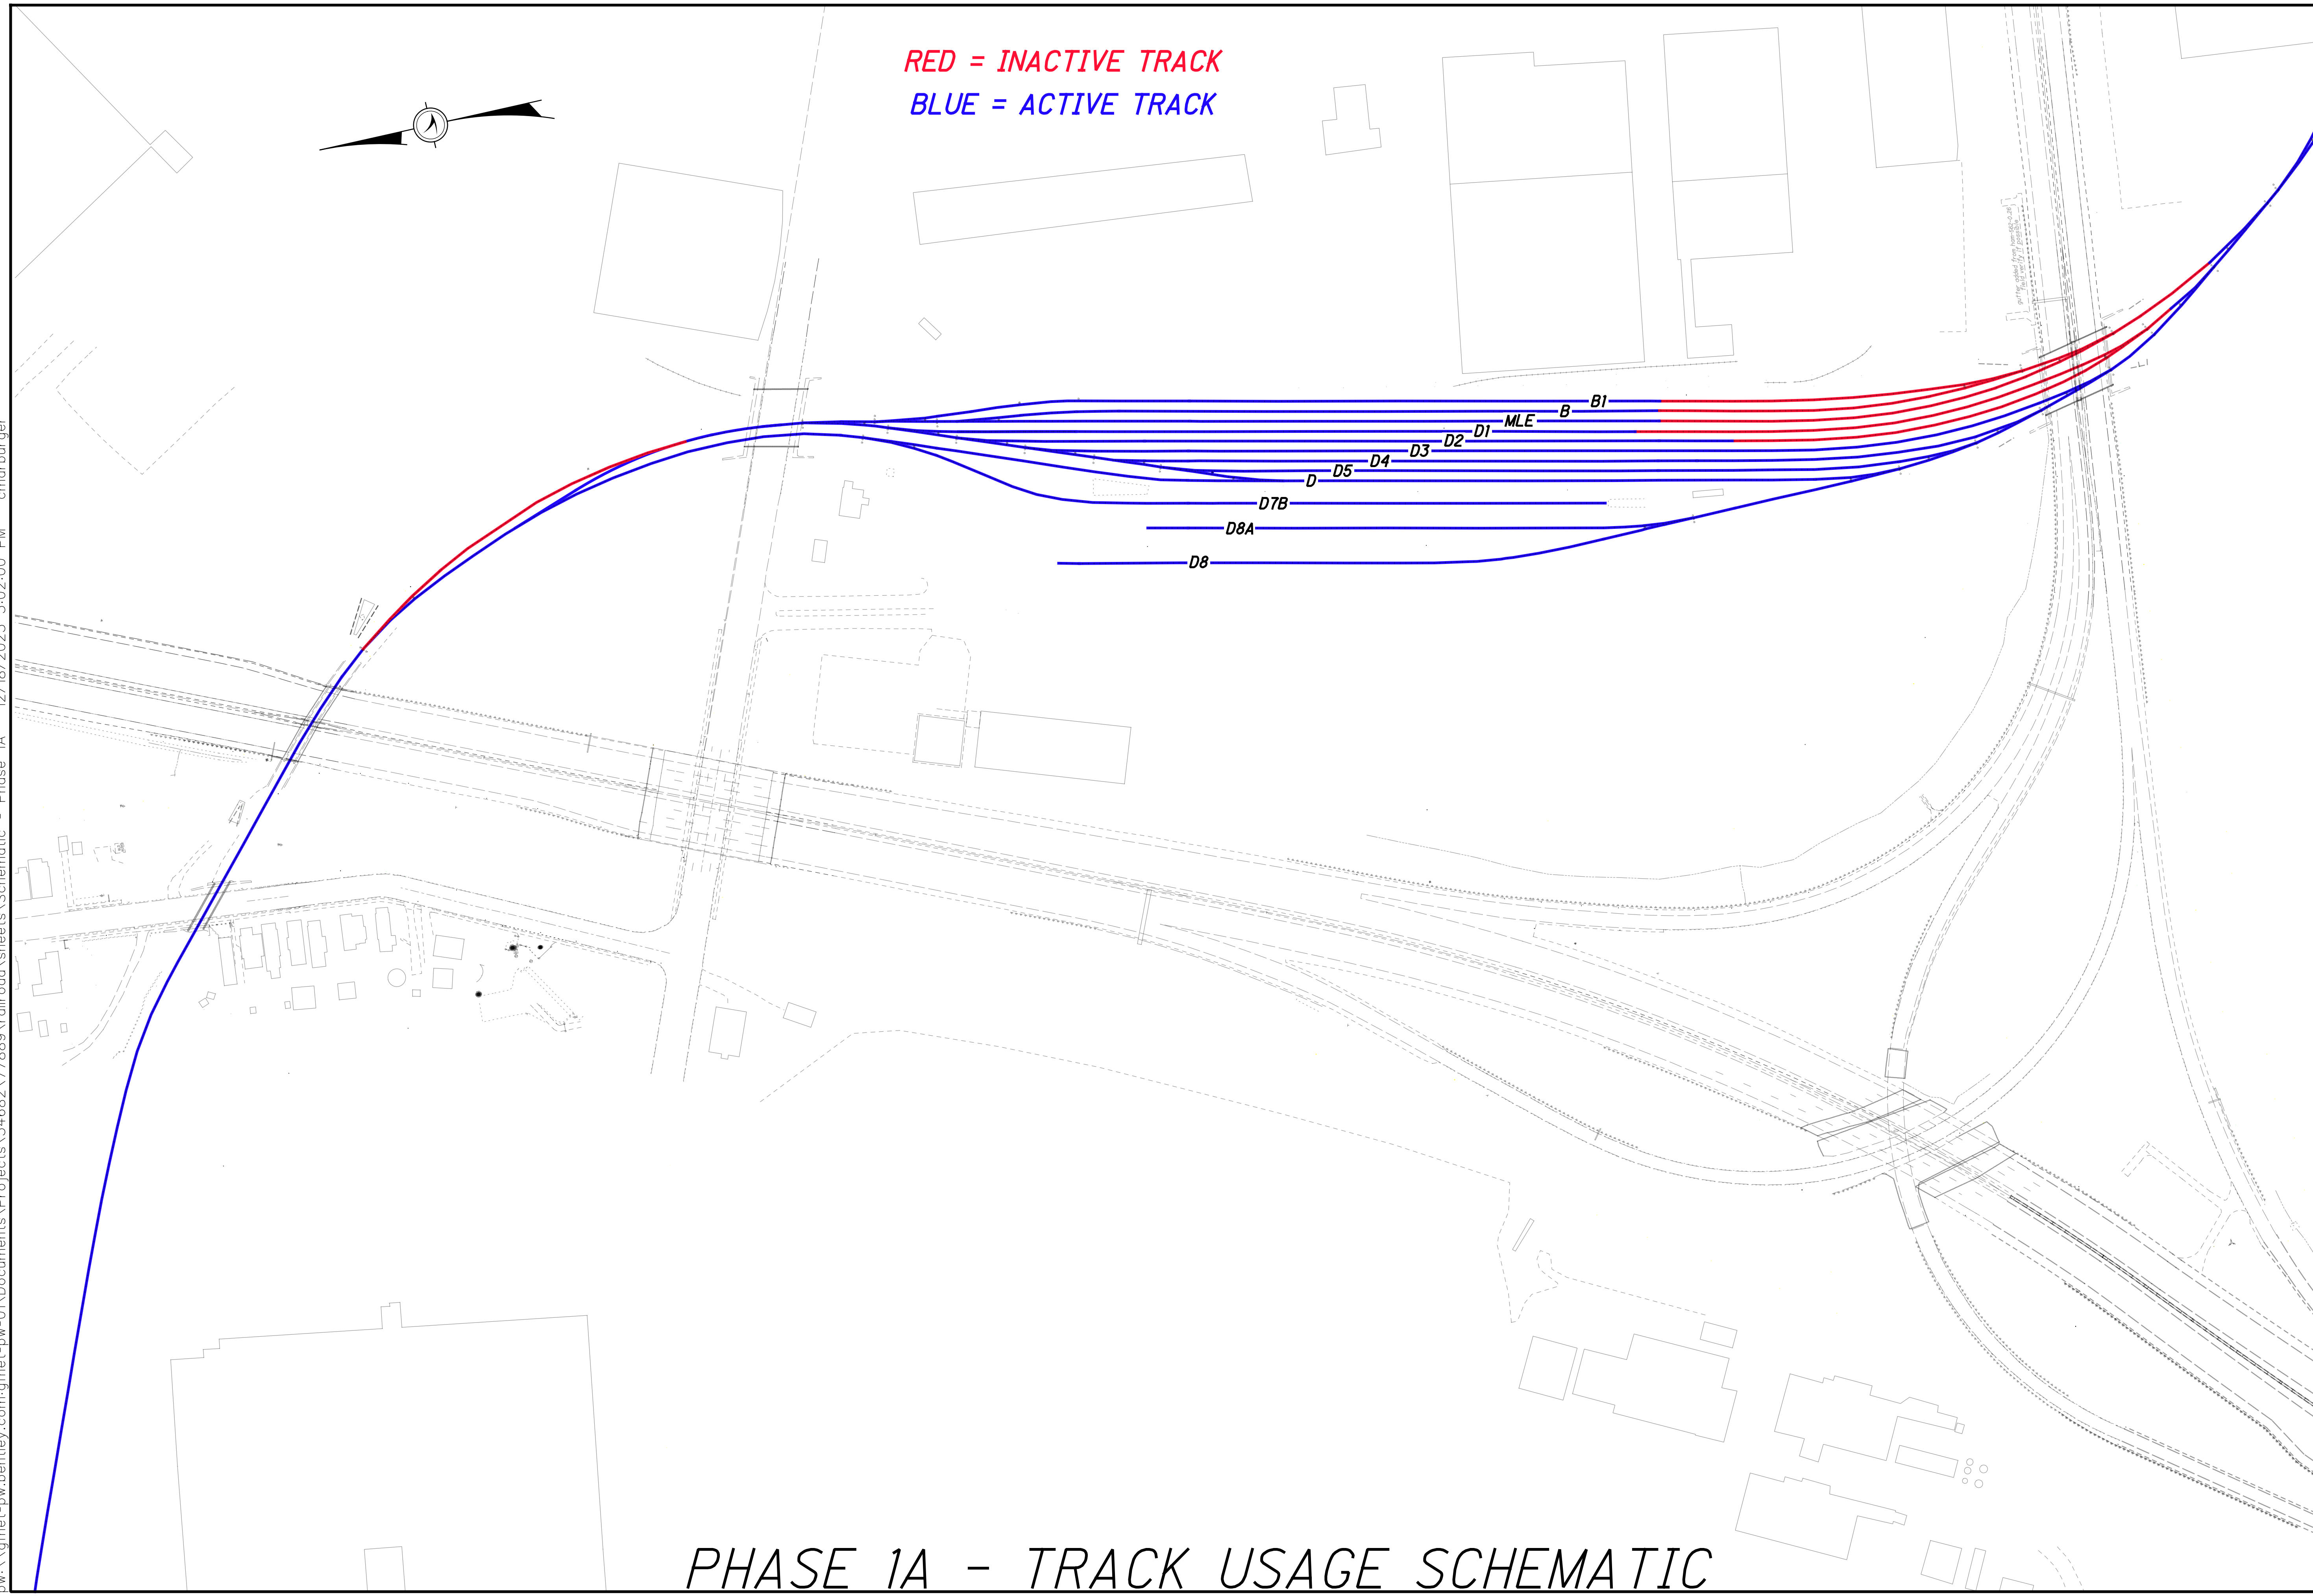 RED = INACTIVE TRACK
BLUE = ACTIVE TRACK
B1
B
MLE
D1
D2
D3
D4
D5
D
D7B
D8A
D8
PHASE 1A - TRACK USAGE SCHEMATIC